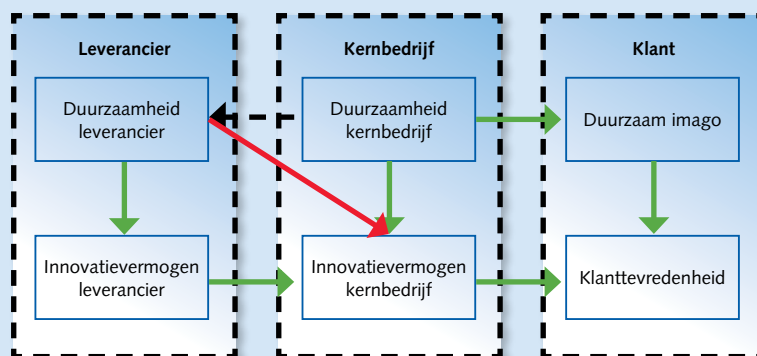 Leverancier
Kernbedrijf
Klant
Duurzaamheid
leverancier
Duurzaamheid
kernbedrijf
Duurzaam imago
Innovatievermogen
leverancier
Innovatievermogen
kernbedrijf
Klanttevredenheid